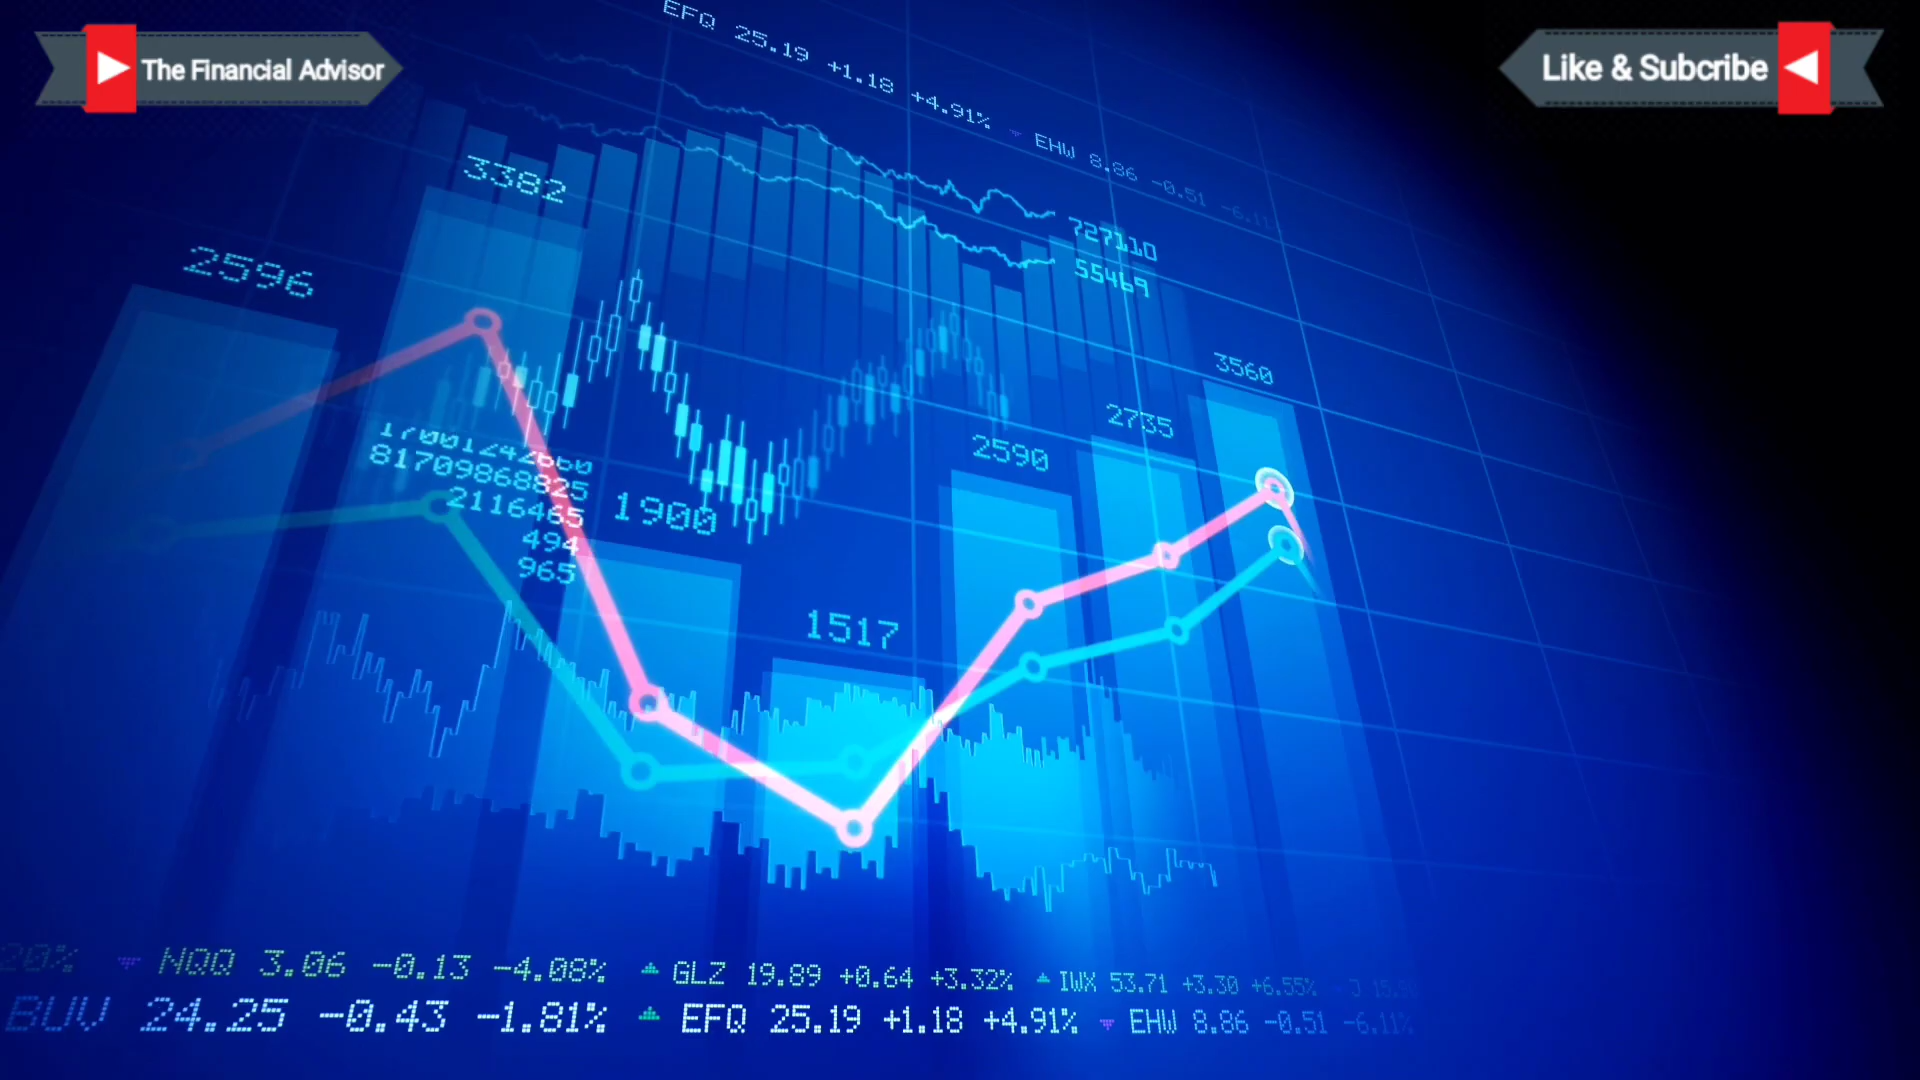 The Financial Advisor
Like & Subcribe
EFQ 25.19 +1.18 +4.91% EHW 8.86 -0.51
3382
2596
727110
55469
3560
2735
2590
17001242660
81709868825
2116465
494
965
1900
1517
20% NQQ 3.06 -0.13 -4.08% GLZ 19.89 +0.64 +3.32% IWX 53.71 +3.30 +6.55%
BUV 24.25 -0.43 -1.81% EFQ 25.19 +1.18 +4.91% EHW 8.86 -0.51 -6.11%